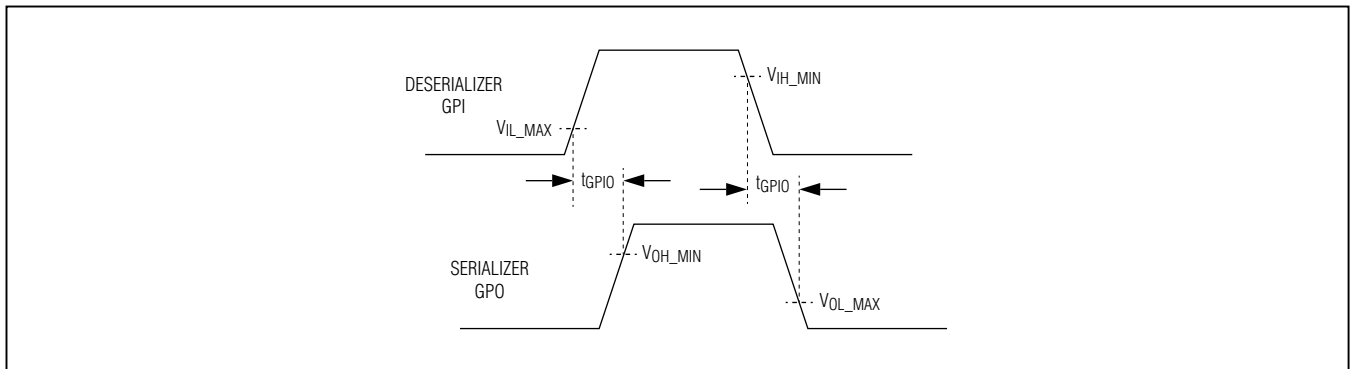 DESERIALIZER
GPI
VIH_MIN
VIL_MAX
tGPIO
tGPIO
VOH_MIN
SERIALIZER
GPO
VOL_MAX